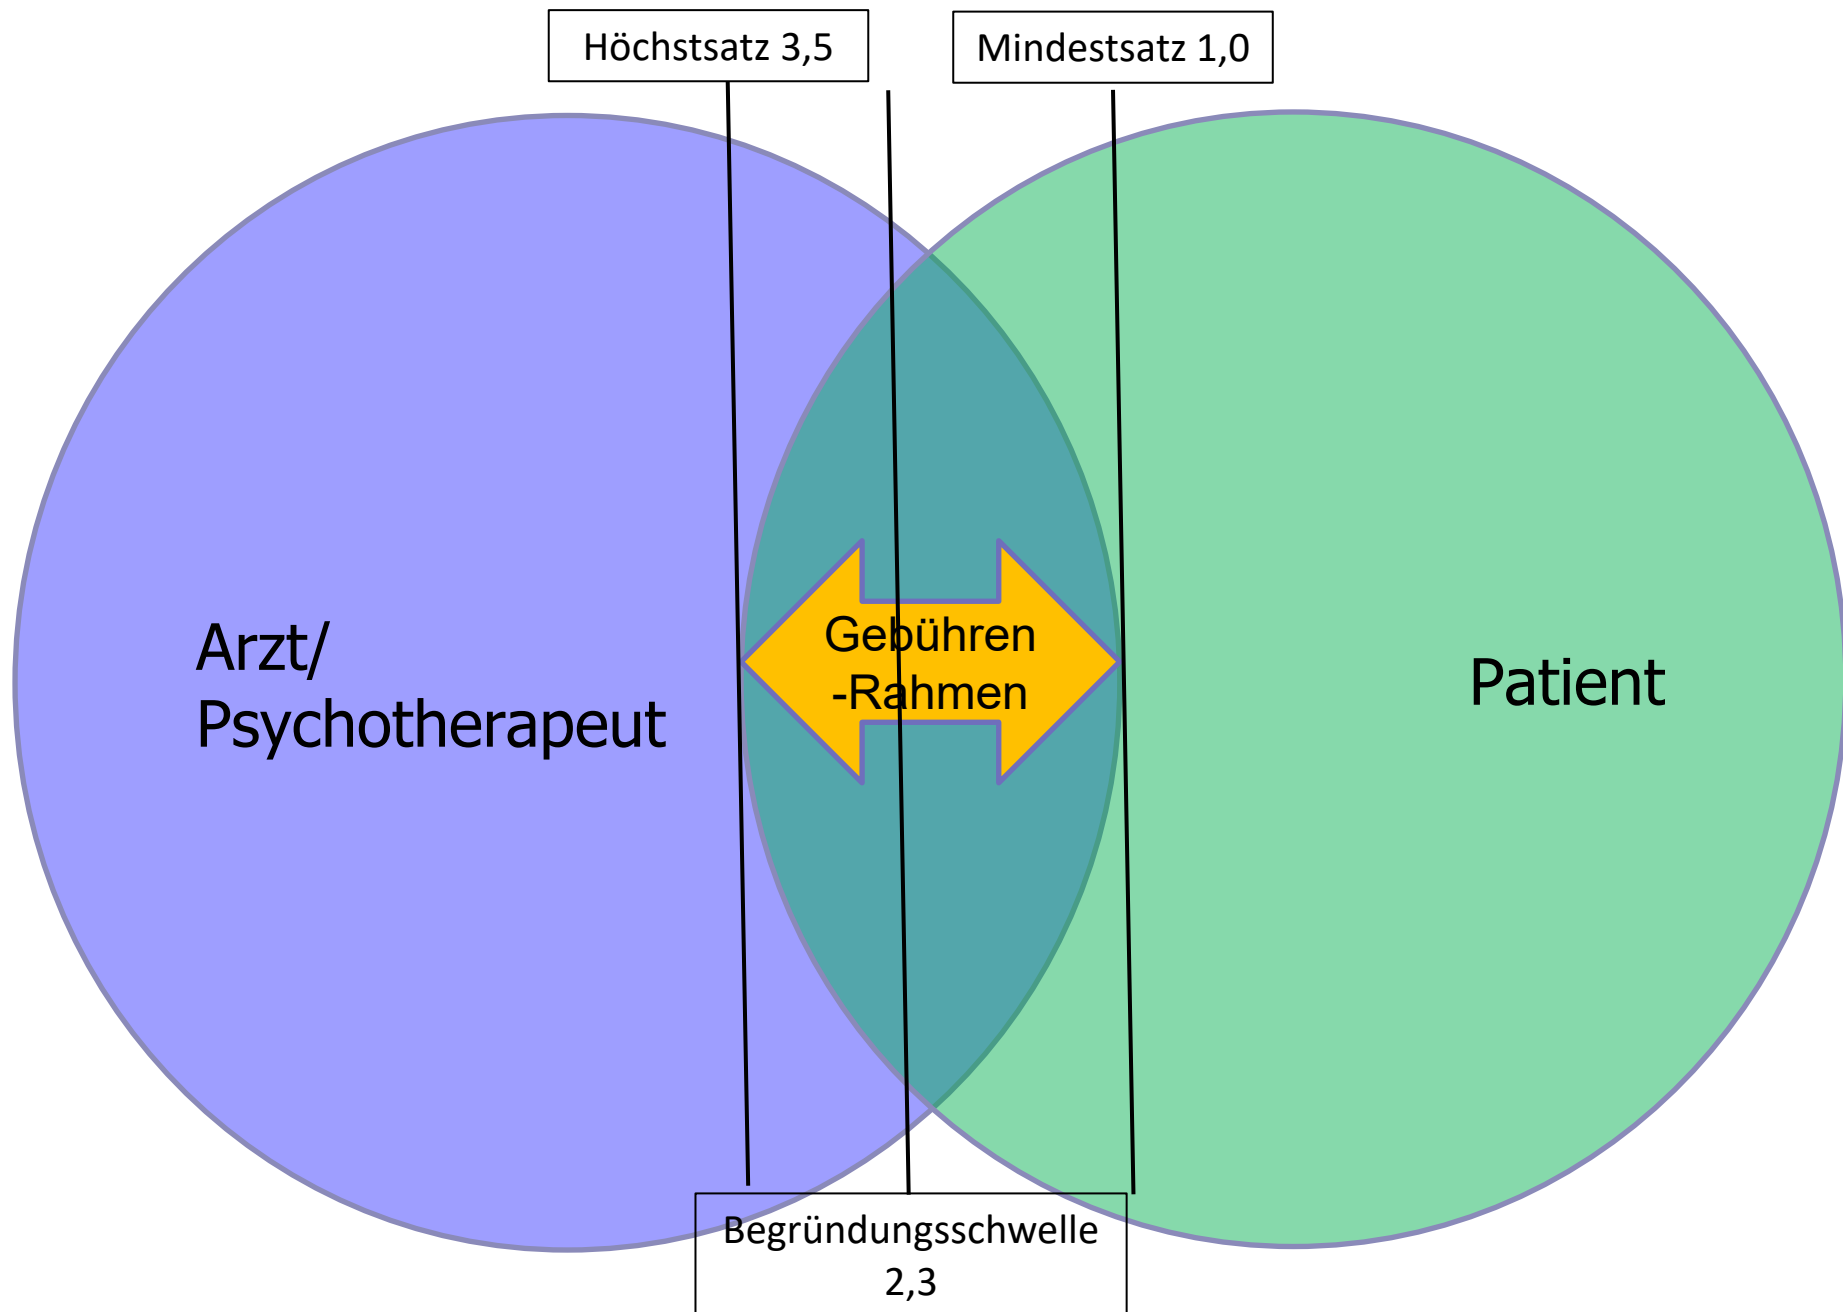 Höchstsatz 3,5
Mindestsatz 1,0
Arzt/
Psychotherapeut
Gebühren
-Rahmen
Patient
Begründungsschwelle
2,3